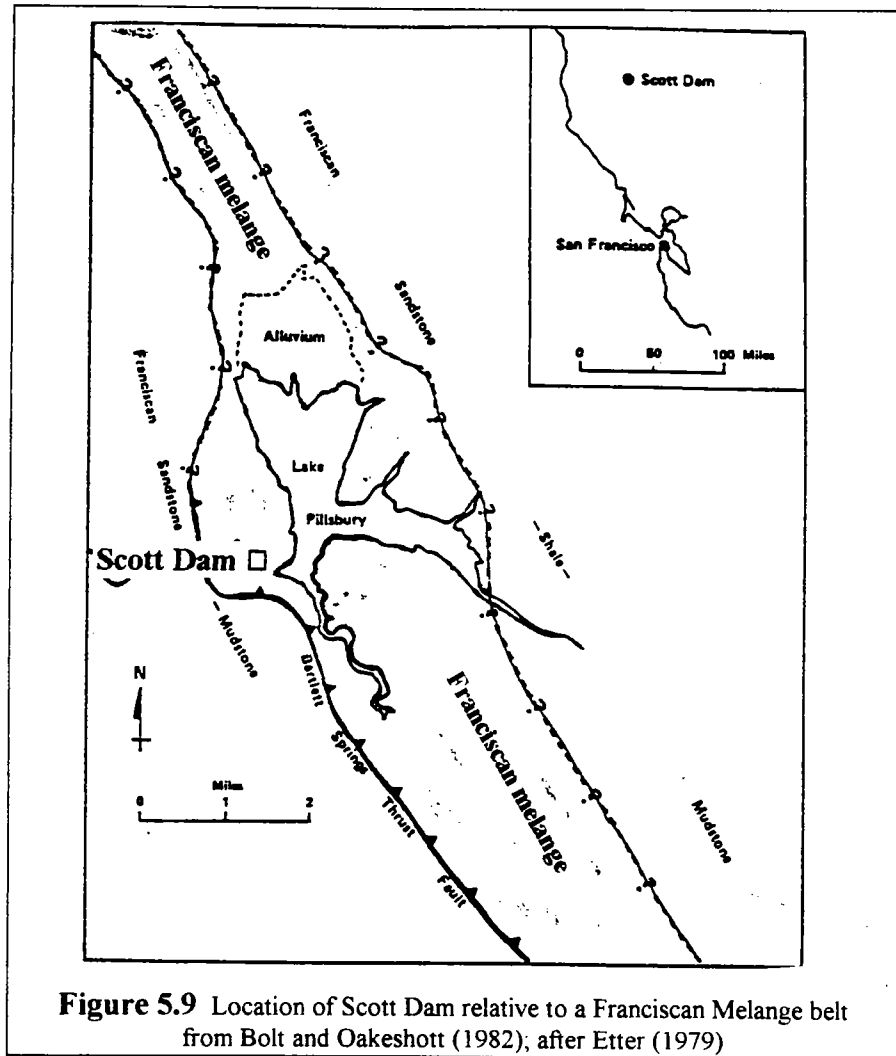 Franciscan melange
Franciscan
Sandstone
Scott Dam
San Francisco
0 50 100 Miles
Alluvium
Franciscan
Sandstone
Lake
Pillsbury
Scott Dam
— Mudstone
— Shale —
N
Miles
0 1 2
Bartlett
Springs
Thrust
Fault
Franciscan melange
Mudstone
? ? ? ? ? ? ? ? ? ? ? ? ? ? ?
Figure 5.9 Location of Scott Dam relative to a Franciscan Melange belt
from Bolt and Oakeshott (1982); after Etter (1979)